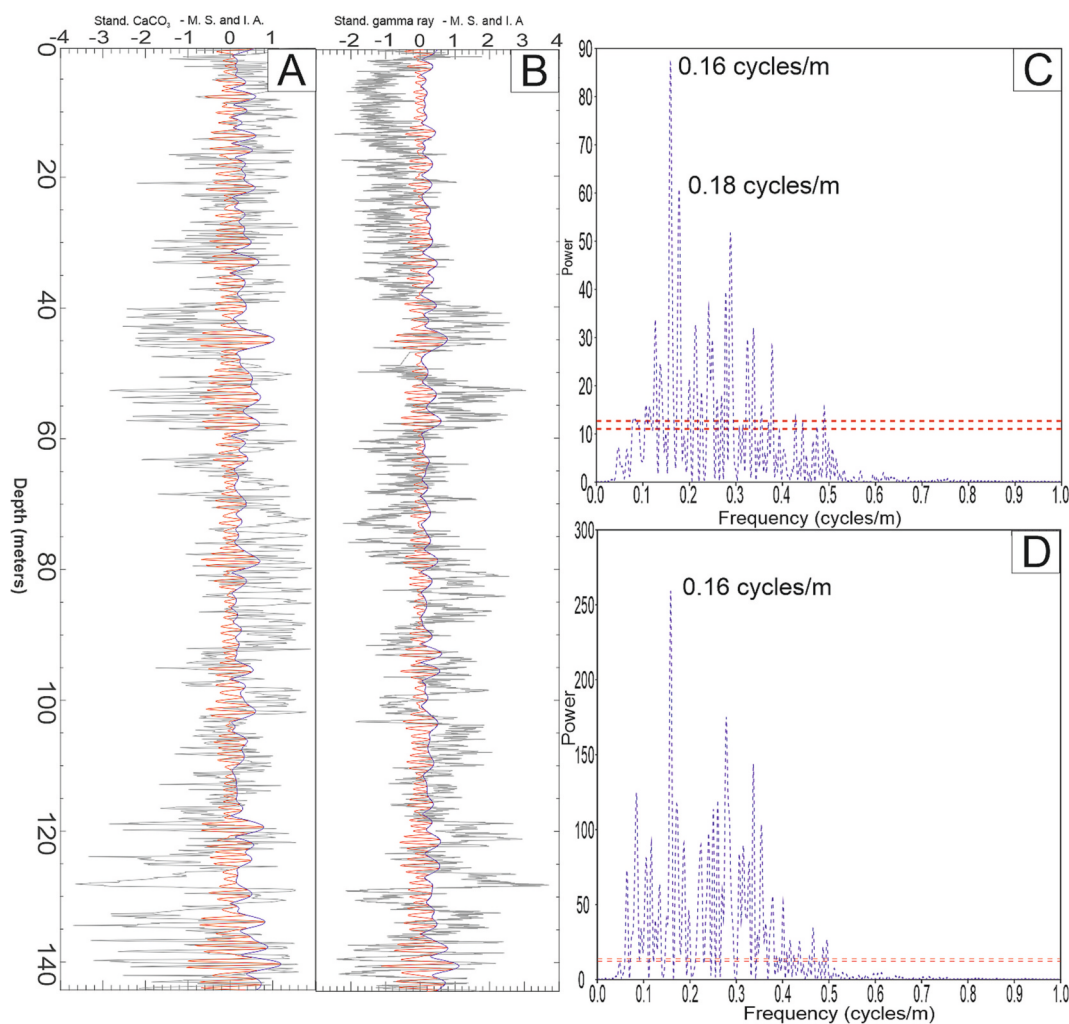 Stand. CaCO₃ - M. S. and I. A.
-4 -3 -2 -1 0 1
A
Stand. gamma ray - M. S. and I. A
-2 -1 0 1 2 3 4
B
Depth (meters)
0
20
40
60
80
100
120
140
C
0.16 cycles/m
0.18 cycles/m
Power
90
80
70
60
50
40
30
20
10
0
0.0 0.1 0.2 0.3 0.4 0.5 0.6 0.7 0.8 0.9 1.0
Frequency (cycles/m)
D
0.16 cycles/m
Power
300
250
200
150
100
50
0
0.0 0.1 0.2 0.3 0.4 0.5 0.6 0.7 0.8 0.9 1.0
Frequency (cycles/m)